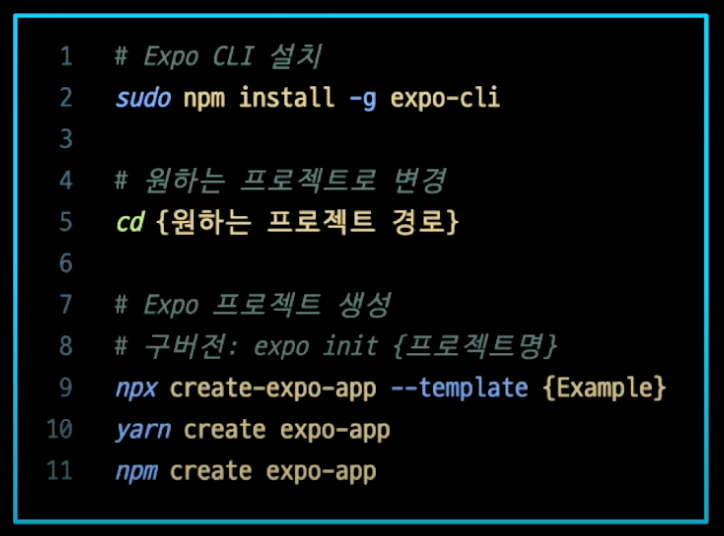 1 # Expo CLI 설치
2 sudo npm install -g expo-cli
3
4 # 원하는 프로젝트로 변경
5 cd {원하는 프로젝트 경로}
6
7 # Expo 프로젝트 생성
8 # 구버전: expo init {프로젝트명}
9 npx create-expo-app --template {Example}
10 yarn create expo-app
11 npm create expo-app